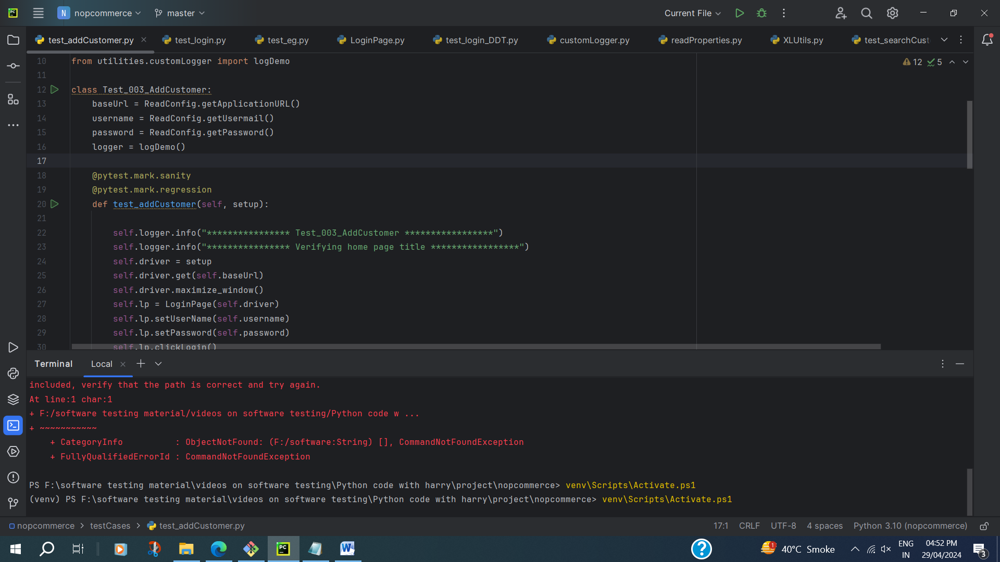 PC N nopcommerce master Current File
test_addCustomer.py test_login.py test_eg.py LoginPage.py test_login_DDT.py customLogger.py readProperties.py XLUtils.py test_searchCust
10 from utilities.customLogger import logDemo 12 5
11
12 class Test_003_AddCustomer:
13 baseUrl = ReadConfig.getApplicationURL()
14 username = ReadConfig.getUsermail()
15 password = ReadConfig.getPassword()
16 logger = logDemo()
17
18 @pytest.mark.sanity
19 @pytest.mark.regression
20 def test_addCustomer(self, setup):
21
22 self.logger.info("**************** Test_003_AddCustomer *****************")
23 self.logger.info("**************** Verifying home page title *****************")
24 self.driver = setup
25 self.driver.get(self.baseUrl)
26 self.driver.maximize_window()
27 self.lp = LoginPage(self.driver)
28 self.lp.setUserName(self.username)
29 self.lp.setPassword(self.password)
30 self.lp.clickLogin()
Terminal Local
included, verify that the path is correct and try again.
At line:1 char:1
+ F:/software testing material/videos on software testing/Python code w ...
+ ~~~~~~~~~~~
+ CategoryInfo : ObjectNotFound: (F:/software:String) [], CommandNotFoundException
+ FullyQualifiedErrorId : CommandNotFoundException
PS F:\software testing material\videos on software testing\Python code with harry\project\nopcommerce> venv\Scripts\Activate.ps1
(venv) PS F:\software testing material\videos on software testing\Python code with harry\project\nopcommerce> venv\Scripts\Activate.ps1
nopcommerce > testCases > test_addCustomer.py 17:1 CRLF UTF-8 4 spaces Python 3.10 (nopcommerce)
PC W ? 1 40°C Smoke ENG IN 04:52 PM 29/04/2024 3